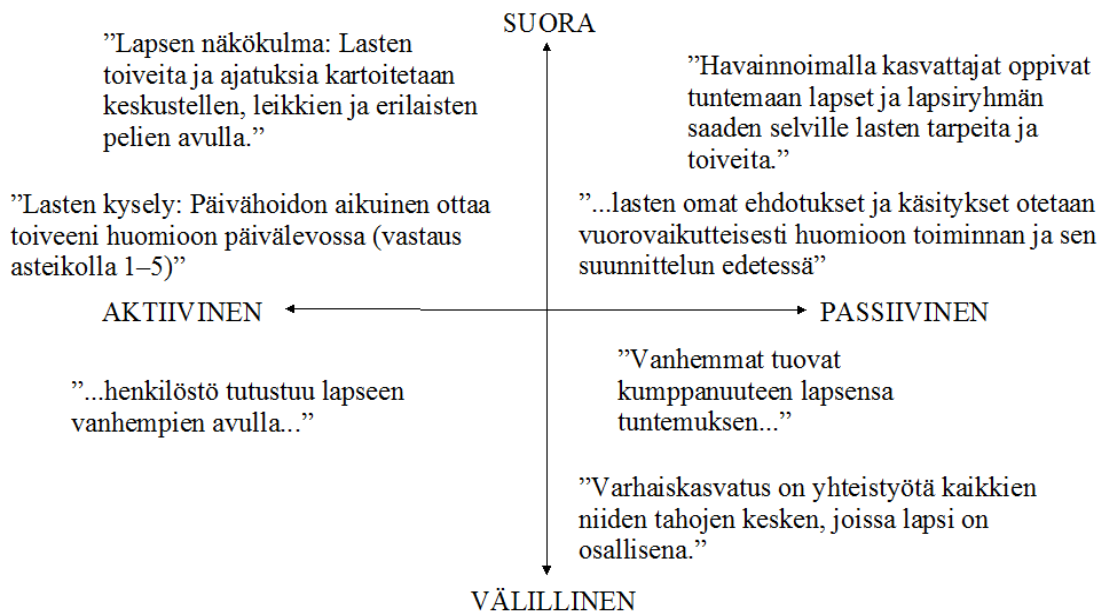 SUORA
”Lapsen näkökulma: Lasten
toiveita ja ajatuksia kartoitetaan
keskustellen, leikkien ja erilaisten
pelien avulla.”
”Havainnoimalla kasvattajat oppivat
tuntemaan lapset ja lapsiryhmän
saaden selville lasten tarpeita ja
toiveita.”
”Lasten kysely: Päivähoidon aikuinen ottaa
toiveeni huomioon päivälevossa (vastaus
asteikolla 1–5)”
”...lasten omat ehdotukset ja käsitykset otetaan
vuorovaikutteisesti huomioon toiminnan ja sen
suunnittelun edetessä”
AKTIIVINEN
PASSIIVINEN
”...henkilöstö tutustuu lapseen
vanhempien avulla...”
”Vanhemmat tuovat
kumppanuuteen lapsensa
tuntemuksen...”
”Varhaiskasvatus on yhteistyötä kaikkien
niiden tahojen kesken, joissa lapsi on
osallisena.”
VÄLILLINEN